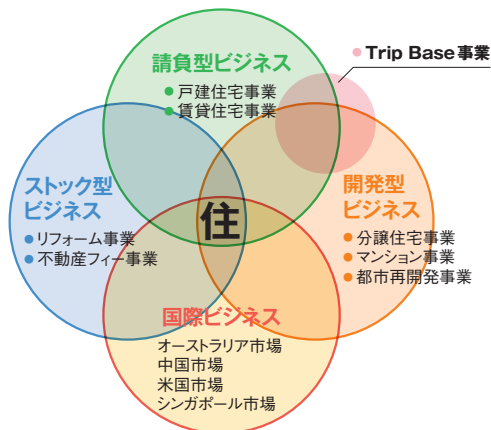 請負型ビジネス
● 戸建住宅事業
● 賃貸住宅事業
● Trip Base事業
ストック型
ビジネス
● リフォーム事業
● 不動産フィー事業
住
開発型
ビジネス
● 分譲住宅事業
● マンション事業
● 都市再開発事業
国際ビジネス
オーストラリア市場
中国市場
米国市場
シンガポール市場